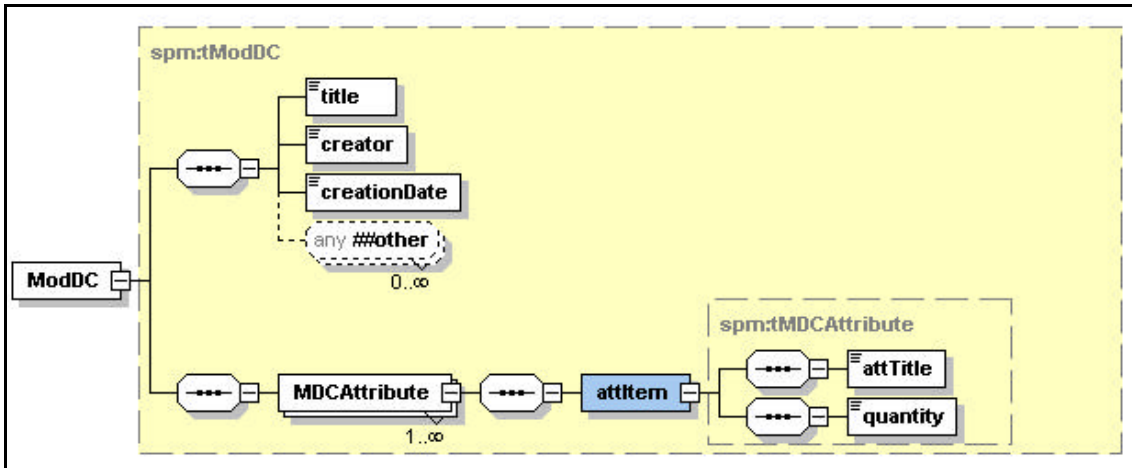 spm:tModDC
title
creator
creationDate
any ##other
0..∞
ModDC
spm:tMDCAttribute
MDCAttribute
attItem
attTitle
quantity
1..∞